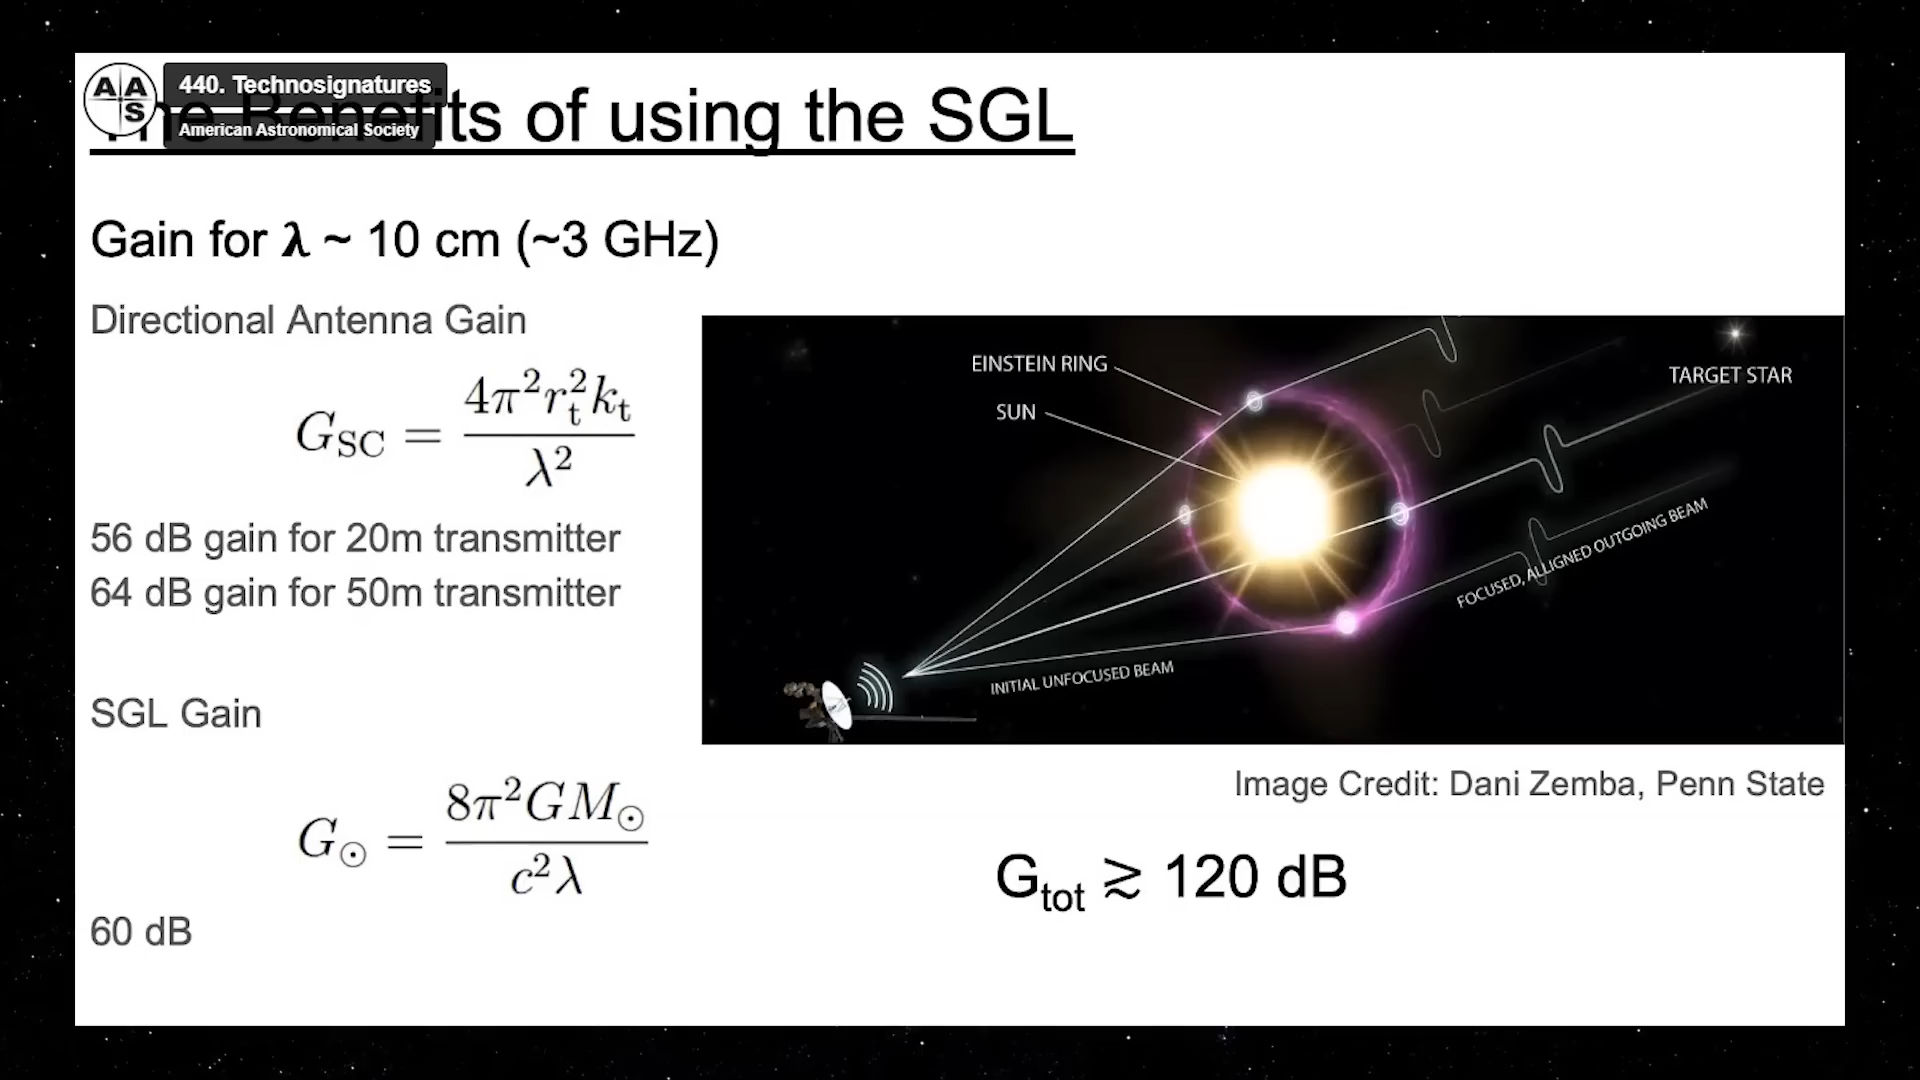 AAS
440. Technosignatures
American Astronomical Society
The Benefits of using the SGL
Gain for λ ~ 10 cm (~3 GHz)
Directional Antenna Gain
G_SC = 4π²r_t²k_t / λ²
56 dB gain for 20m transmitter
64 dB gain for 50m transmitter
SGL Gain
G_⊙ = 8π²GM_⊙ / c²λ
60 dB
EINSTEIN RING
SUN
TARGET STAR
FOCUSED, ALLIGNED OUTGOING BEAM
INITIAL UNFOCUSED BEAM
Image Credit: Dani Zemba, Penn State
G_tot ≳ 120 dB